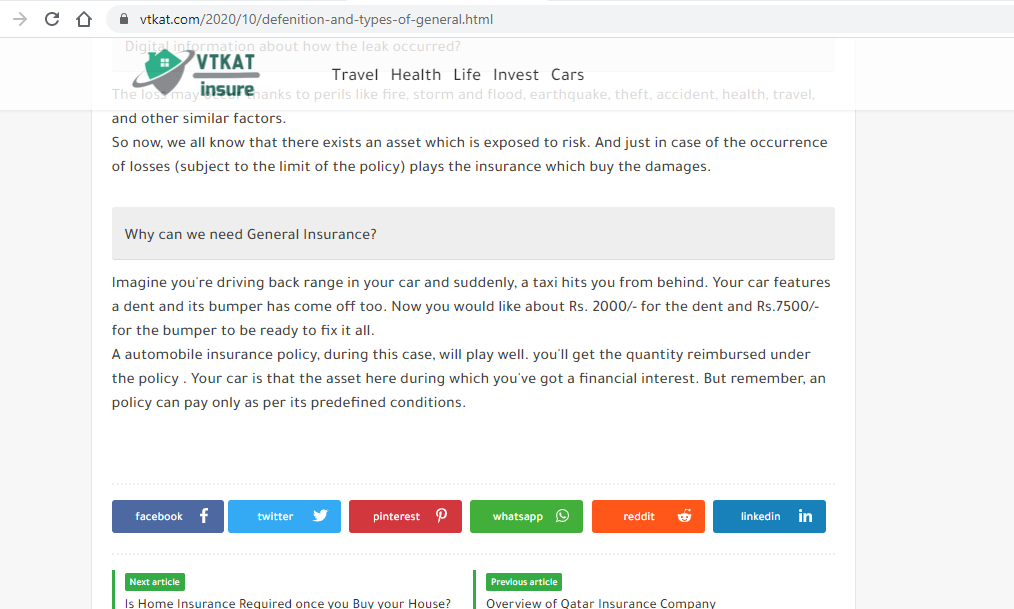 vtkat.com/2020/10/defenition-and-types-of-general.html
Digital information about how the leak occurred?
VTKAT
insure
Travel Health Life Invest Cars
The loss may occur thanks to perils like fire, storm and flood, earthquake, theft, accident, health, travel,
and other similar factors.
So now, we all know that there exists an asset which is exposed to risk. And just in case of the occurrence
of losses (subject to the limit of the policy) plays the insurance which buy the damages.
Why can we need General Insurance?
Imagine you're driving back range in your car and suddenly, a taxi hits you from behind. Your car features
a dent and its bumper has come off too. Now you would like about Rs. 2000/- for the dent and Rs.7500/-
for the bumper to be ready to fix it all.
A automobile insurance policy, during this case, will play well. you'll get the quantity reimbursed under
the policy . Your car is that the asset here during which you've got a financial interest. But remember, an
policy can pay only as per its predefined conditions.
facebook twitter pinterest whatsapp reddit linkedin
Next article Previous article
Is Home Insurance Required once you Buy your House? Overview of Qatar Insurance Company